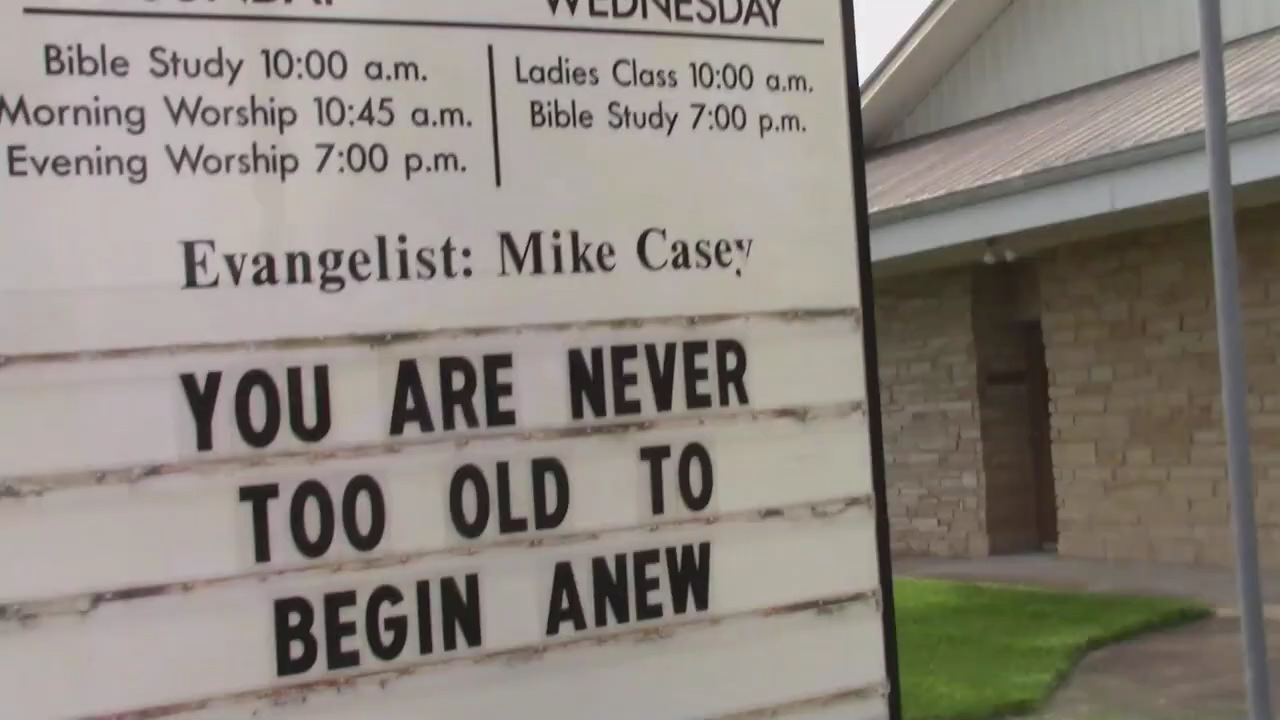 WEDNESDAY
Bible Study 10:00 a.m.
Morning Worship 10:45 a.m.
Evening Worship 7:00 p.m.
Ladies Class 10:00 a.m.
Bible Study 7:00 p.m.
Evangelist: Mike Casey
YOU ARE NEVER
TOO OLD TO
BEGIN ANEW